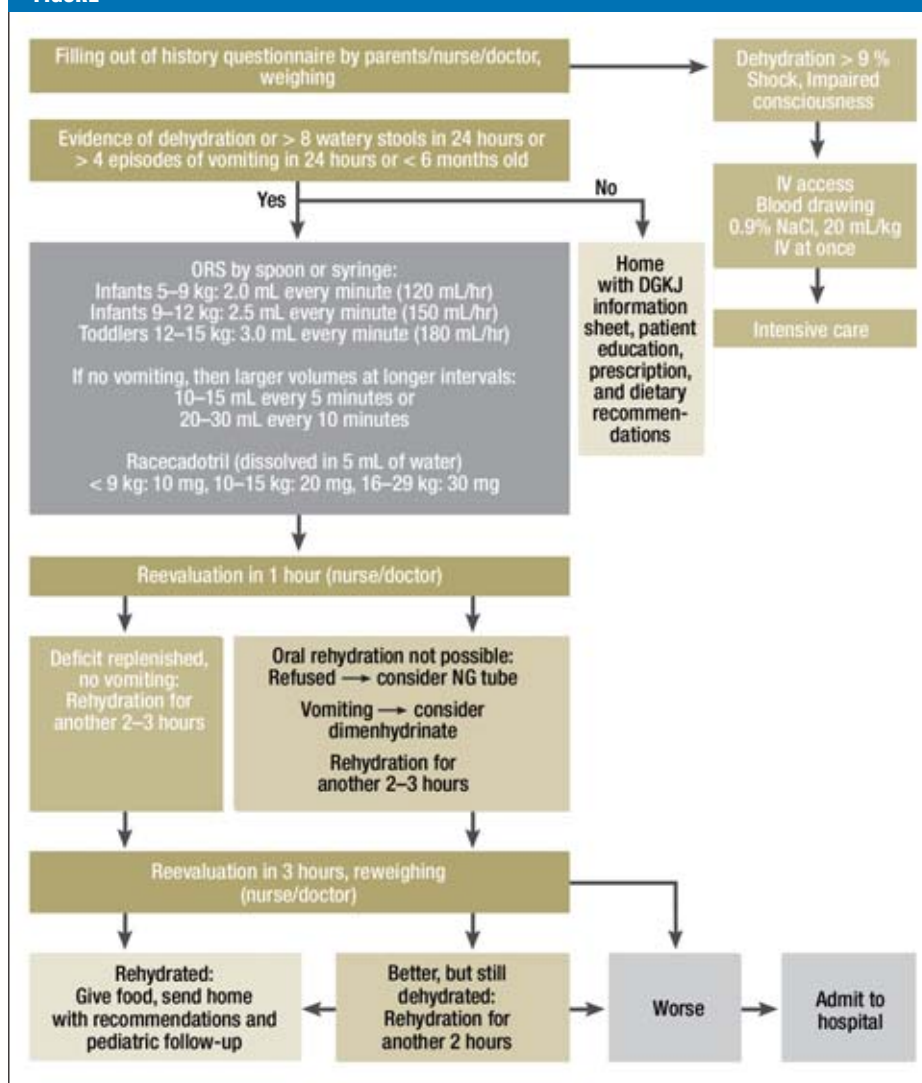 Filling out of history questionnaire by parents/nurse/doctor,
weighing
Dehydration > 9 %
Shock, Impaired
consciousness
Evidence of dehydration or > 8 watery stools in 24 hours or
> 4 episodes of vomiting in 24 hours or < 6 months old
IV access
Blood drawing
0.9% NaCl, 20 mL/kg
IV at once
Intensive care
Yes
No
ORS by spoon or syringe:
Infants 5–9 kg: 2.0 mL every minute (120 mL/hr)
Infants 9–12 kg: 2.5 mL every minute (150 mL/hr)
Toddlers 12–15 kg: 3.0 mL every minute (180 mL/hr)
If no vomiting, then larger volumes at longer intervals:
10–15 mL every 5 minutes or
20–30 mL every 10 minutes
Racecadotril (dissolved in 5 mL of water)
< 9 kg: 10 mg, 10–15 kg: 20 mg, 16–29 kg: 30 mg
Home
with DGKJ
information
sheet, patient
education,
prescription,
and dietary
recommen-
dations
Reevaluation in 1 hour (nurse/doctor)
Deficit replenished,
no vomiting:
Rehydration for
another 2–3 hours
Oral rehydration not possible:
Refused → consider NG tube
Vomiting → consider
dimenhydrinate
Rehydration for
another 2–3 hours
Reevaluation in 3 hours, reweighing
(nurse/doctor)
Rehydrated:
Give food, send home
with recommendations and
pediatric follow-up
Better, but still
dehydrated:
Rehydration for
another 2 hours
Worse
Admit to
hospital